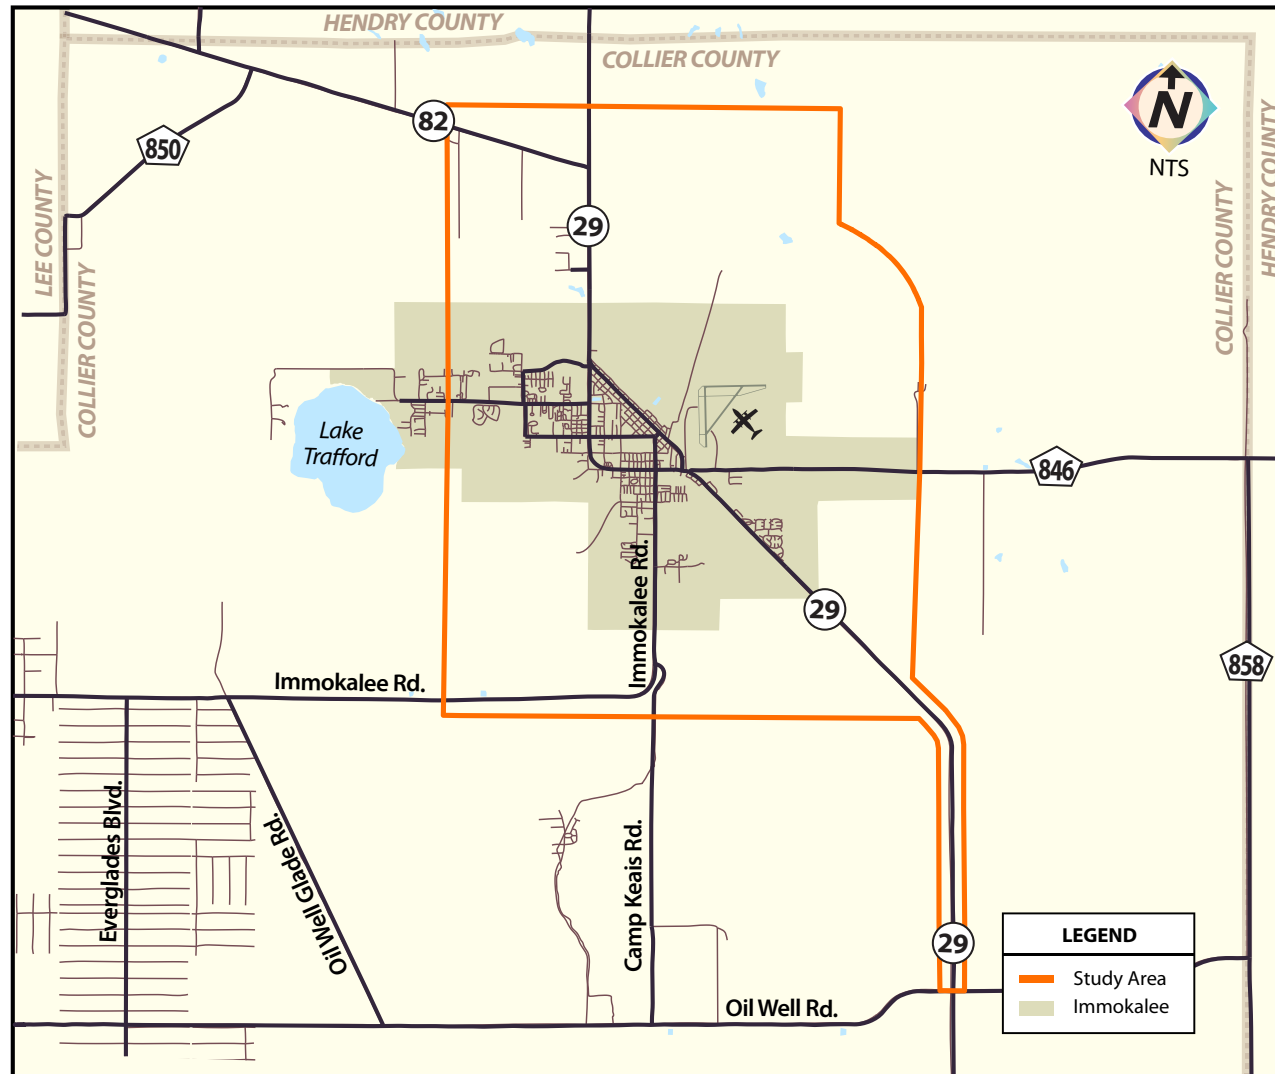 HENDRY COUNTY
COLLIER COUNTY
82
850
N
NTS
HENDRY COUNTY
LEE COUNTY
COLLIER COUNTY
COLLIER COUNTY
29
Lake
Trafford
846
Immokalee Rd.
29
858
Immokalee Rd.
Everglades Blvd.
Oil Well Glade Rd.
Camp Keais Rd.
29
LEGEND
Study Area
Immokalee
Oil Well Rd.